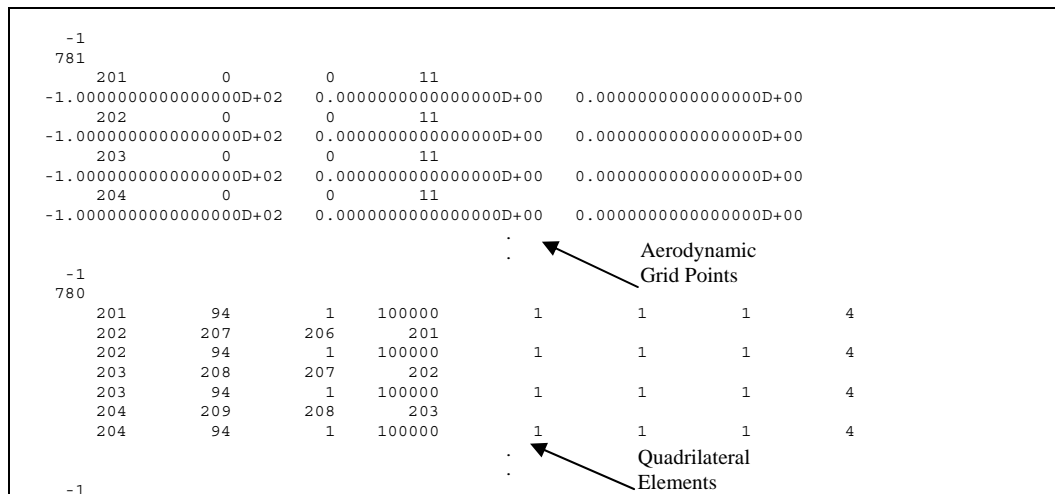 -1
781
201 0 0 11
-1.0000000000000000D+02 0.0000000000000000D+00 0.0000000000000000D+00
202 0 0 11
-1.0000000000000000D+02 0.0000000000000000D+00 0.0000000000000000D+00
203 0 0 11
-1.0000000000000000D+02 0.0000000000000000D+00 0.0000000000000000D+00
204 0 0 11
-1.0000000000000000D+02 0.0000000000000000D+00 0.0000000000000000D+00
.
.
Aerodynamic
Grid Points
-1
780
201 94 1 100000 1 1 1 4
202 207 206 201
202 94 1 100000 1 1 1 4
203 208 207 202
203 94 1 100000 1 1 1 4
204 209 208 203
204 94 1 100000 1 1 1 4
.
.
Quadrilateral
Elements
-1